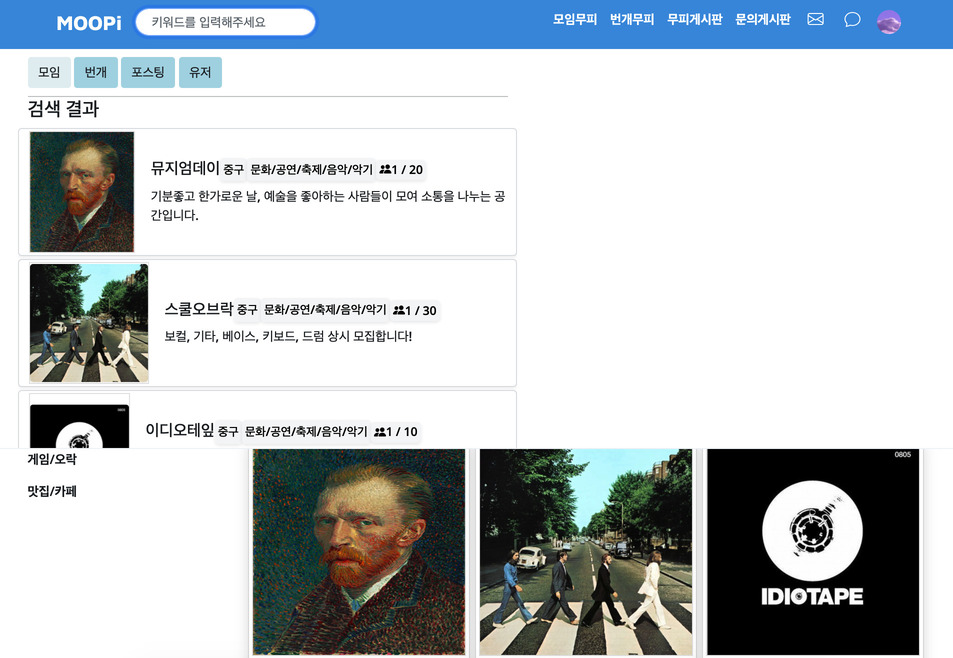 MOOPi 키워드를 입력해주세요 모임무피 번개무피 무피게시판 문의게시판
모임 번개 포스팅 유저
검색 결과
뮤지엄데이 중구 문화/공연/축제/음악/악기 1 / 20
기분좋고 한가로운 날, 예술을 좋아하는 사람들이 모여 소통을 나누는 공
간입니다.
스쿨오브락 중구 문화/공연/축제/음악/악기 1 / 30
보컬, 기타, 베이스, 키보드, 드럼 상시 모집합니다!
이디오테잎 중구 문화/공연/축제/음악/악기 1 / 10
게임/오락
맛집/카페
0805
IDIOTAPE